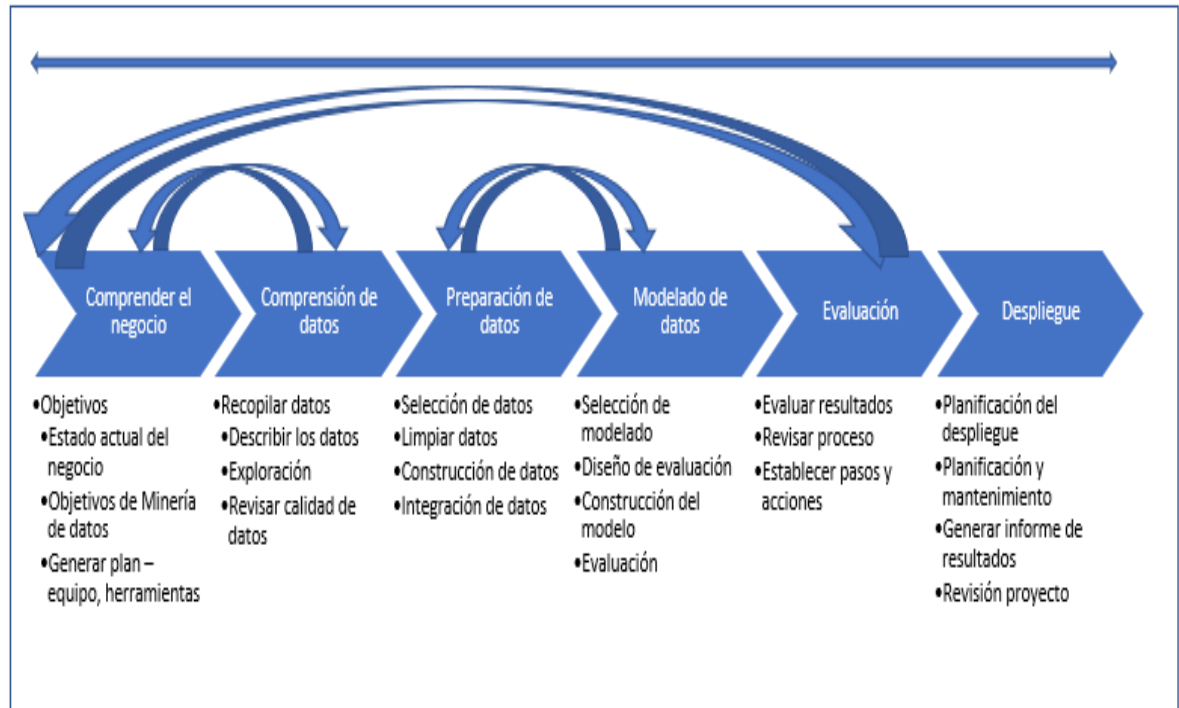 Comprender el
negocio
Comprensión de
datos
Preparación de
datos
Modelado de
datos
Evaluación
Despliegue
•Objetivos
•Estado actual del
negocio
•Objetivos de Minería
de datos
•Generar plan –
equipo, herramientas
•Recopilar datos
•Describir los datos
•Exploración
•Revisar calidad de
datos
•Selección de datos
•Limpiar datos
•Construcción de datos
•Integración de datos
•Selección de
modelado
•Diseño de evaluación
•Construcción del
modelo
•Evaluación
•Evaluar resultados
•Revisar proceso
•Establecer pasos y
acciones
•Planificación del
despliegue
•Planificación y
mantenimiento
•Generar informe de
resultados
•Revisión proyecto